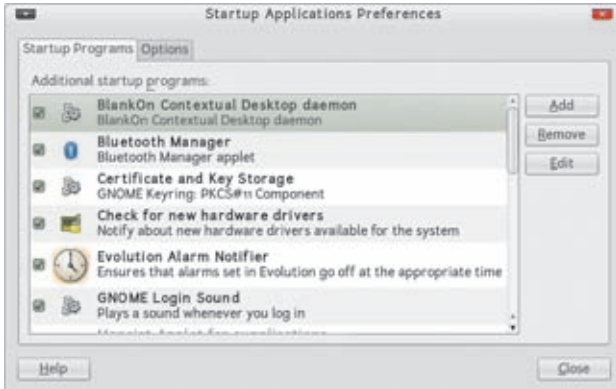 Startup Applications Preferences
Startup Programs
Options
Additional startup programs:
BlankOn Contextual Desktop daemon
BlankOn Contextual Desktop daemon
Bluetooth Manager
Bluetooth Manager applet
Certificate and Key Storage
GNOME Keyring: PKCS#11 Component
Check for new hardware drivers
Notify about new hardware drivers available for the system
Evolution Alarm Notifier
Ensures that alarms set in Evolution go off at the appropriate time
GNOME Login Sound
Plays a sound whenever you log in
Add
Remove
Edit
Help
Close